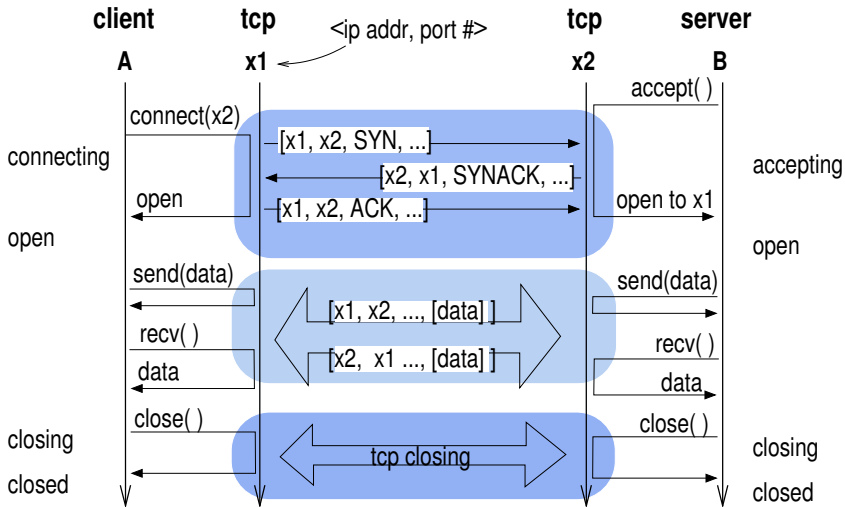 client
tcp
<ip addr, port #>
tcp
server
A
x1
x2
B
accept( )
connect(x2)
[x1, x2, SYN, ...]
connecting
accepting
[x2, x1, SYNACK, ...]
open
[x1, x2, ACK, ...]
open to x1
open
open
send(data)
send(data)
[x1, x2, ..., [data] ]
recv( )
recv( )
[x2, x1 ..., [data] ]
data
data
close( )
close( )
closing
closing
tcp closing
closed
closed